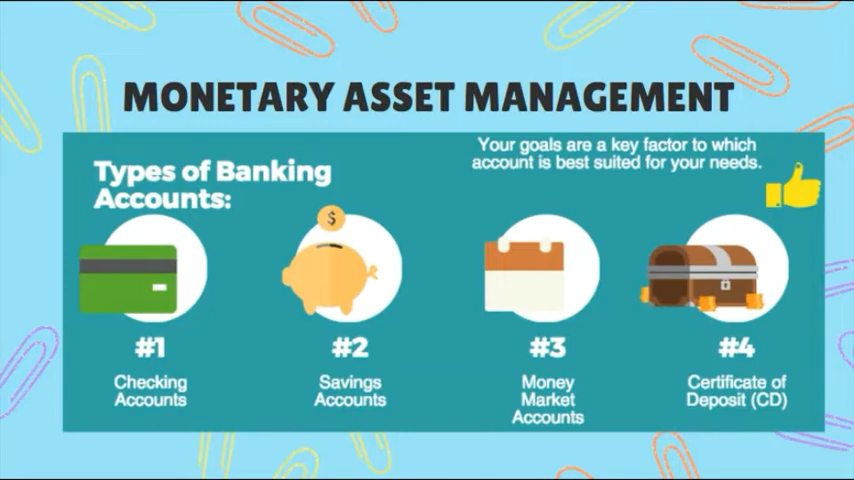 MONETARY ASSET MANAGEMENT
Your goals are a key factor to which
account is best suited for your needs.
Types of Banking
Accounts:
$
#1
Checking
Accounts
#2
Savings
Accounts
#3
Money
Market
Accounts
#4
Certificate of
Deposit (CD)